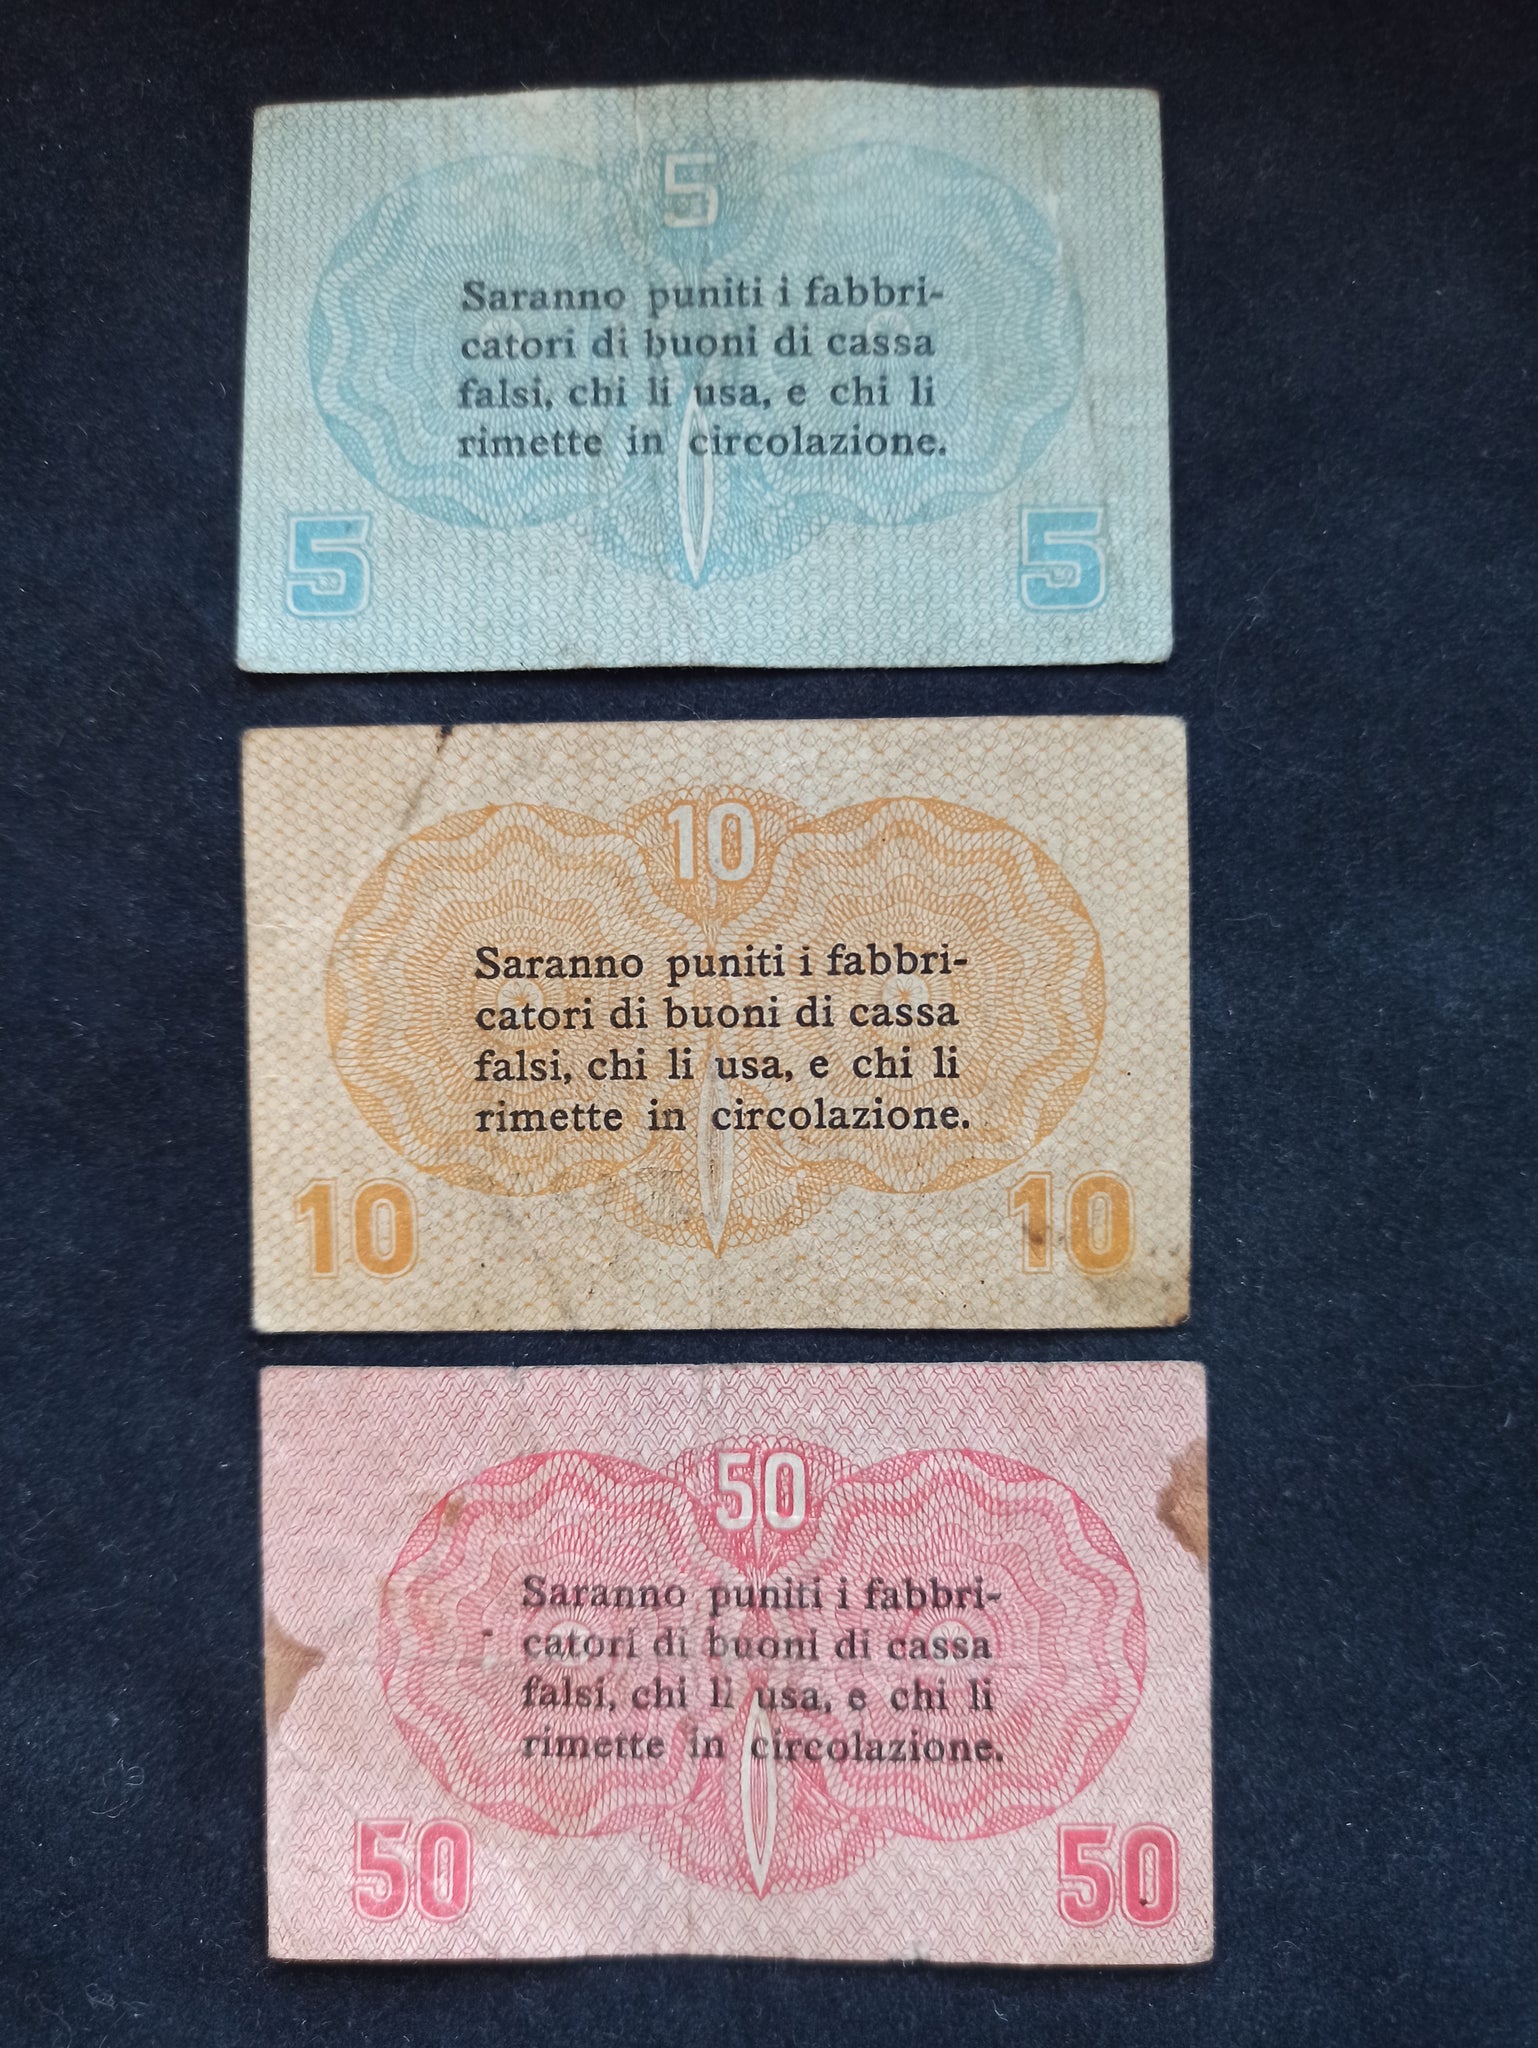 5
Saranno puniti i fabbri-
catori di buoni di cassa
falsi, chi li usa, e chi li
rimette in circolazione.
5 5
10
Saranno puniti i fabbri-
catori di buoni di cassa
falsi, chi li usa, e chi li
rimette in circolazione.
10 10
50
Saranno puniti i fabbri-
catori di buoni di cassa
falsi, chi li usa, e chi li
rimette in circolazione.
50 50